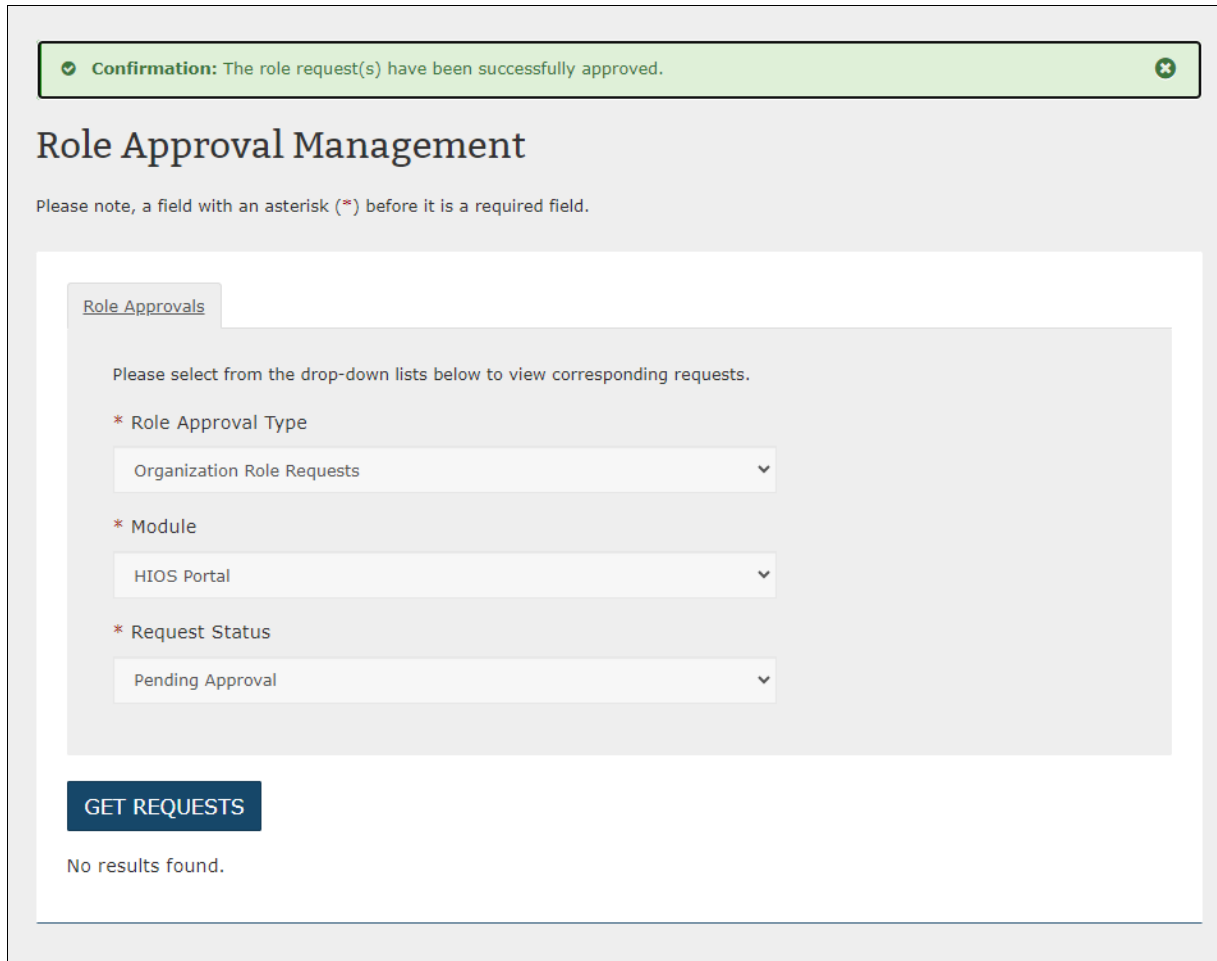 Confirmation: The role request(s) have been successfully approved.
Role Approval Management
Please note, a field with an asterisk (*) before it is a required field.
Role Approvals
Please select from the drop-down lists below to view corresponding requests.
* Role Approval Type
Organization Role Requests
* Module
HIOS Portal
* Request Status
Pending Approval
GET REQUESTS
No results found.